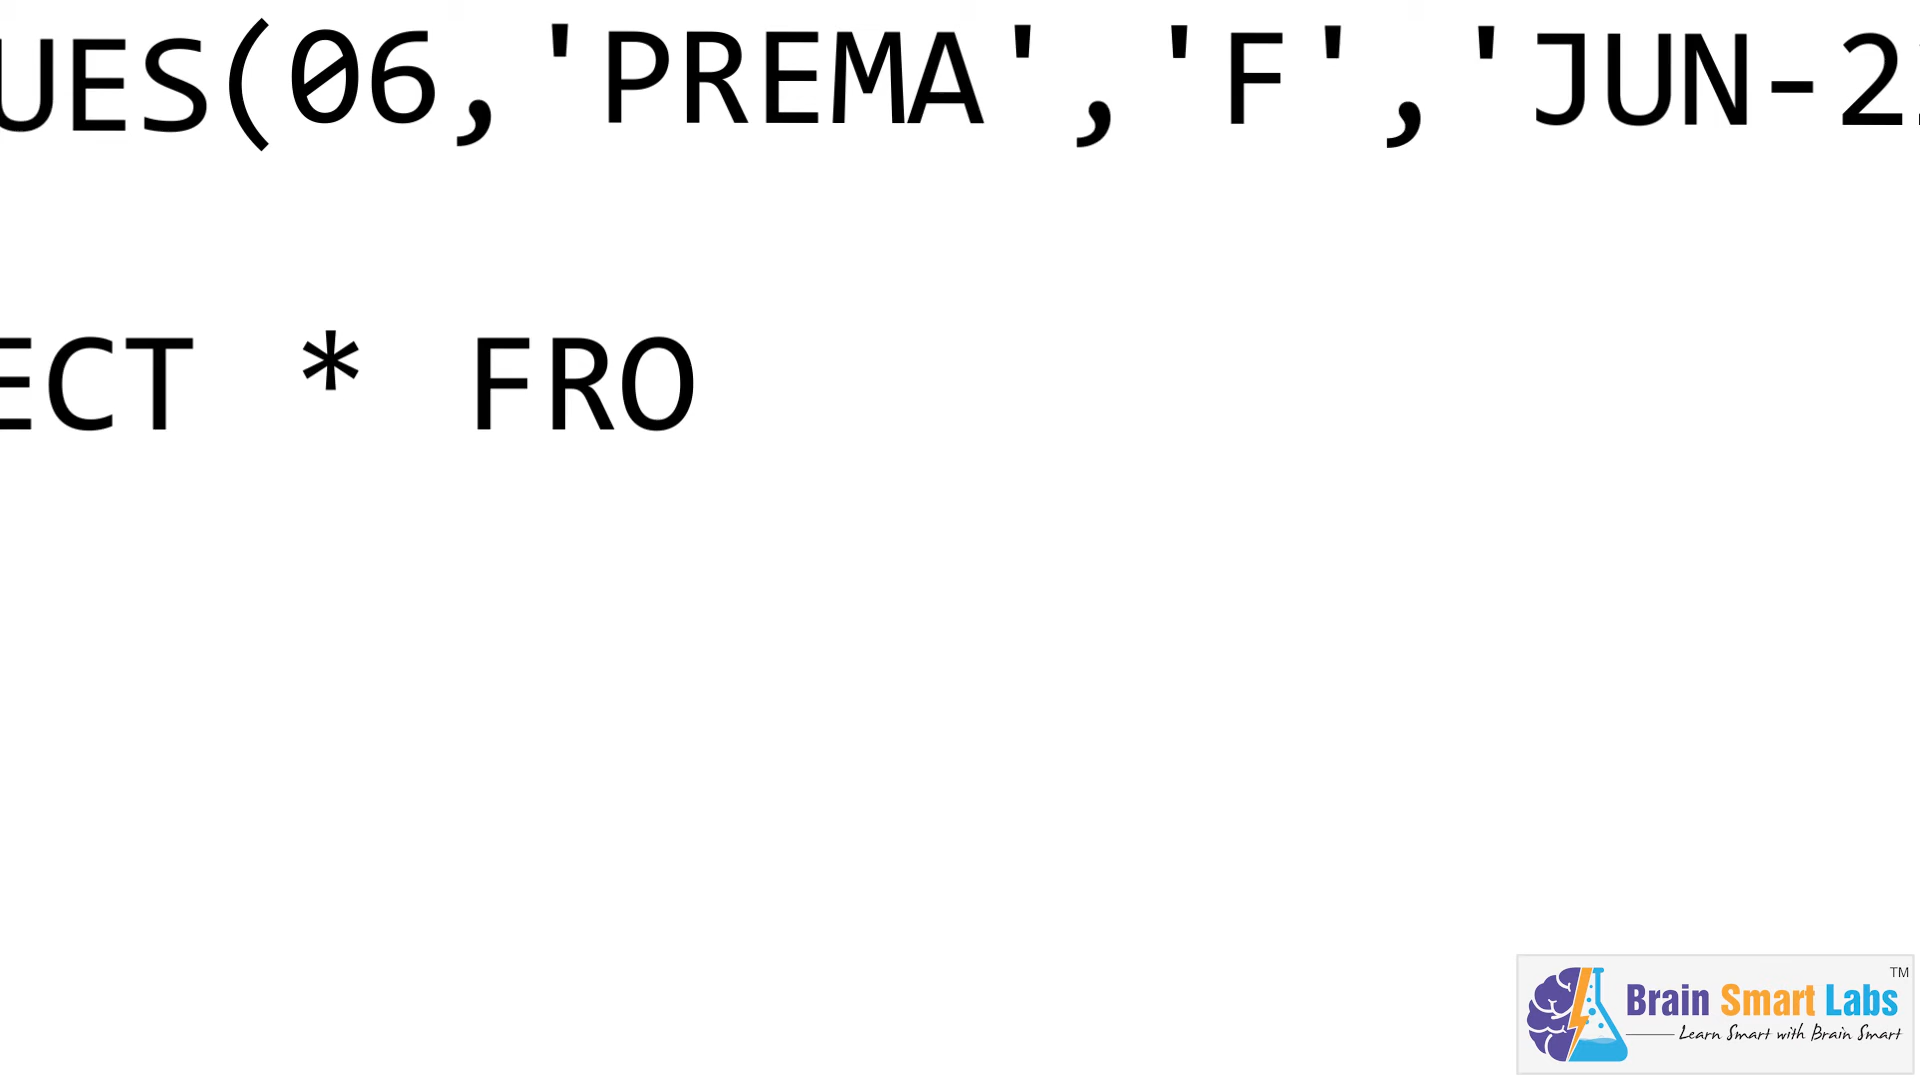 UES(06,'PREMA','F','JUN-2
ECT * FRO
TM
Brain Smart Labs
Learn Smart with Brain Smart